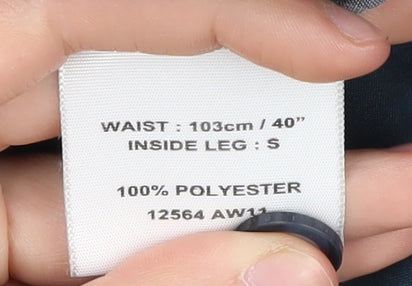 WAIST : 103cm / 40”
INSIDE LEG : S
100% POLYESTER
12564 AW11